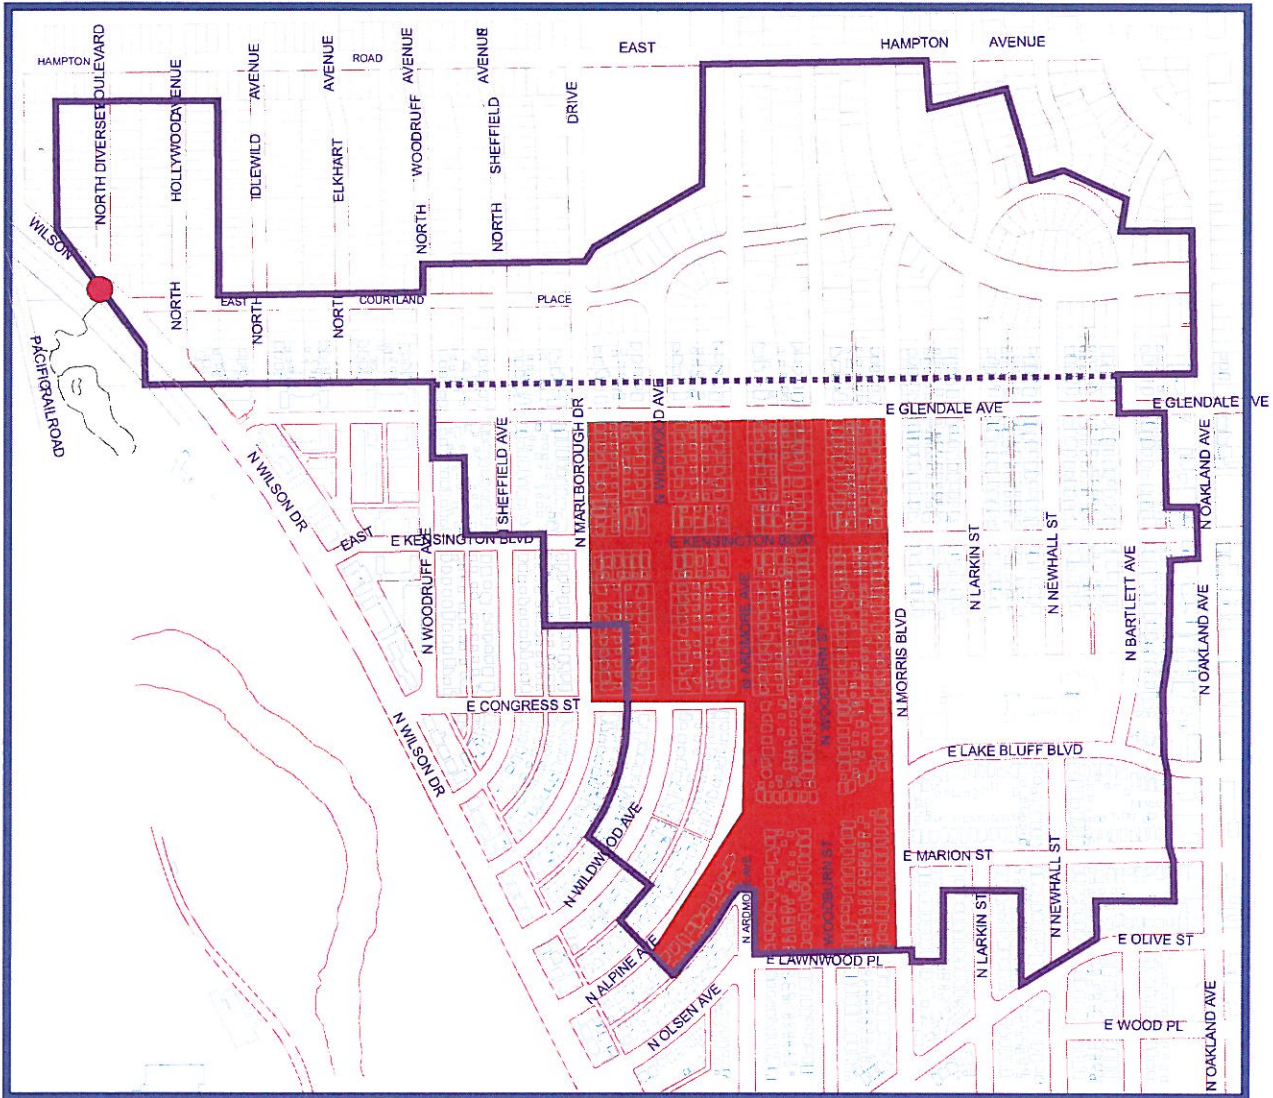 HAMPTON
ROAD
EAST
HAMPTON AVENUE
NORTH DIVERSEY BOULEVARD
HOLLYWOOD AVENUE
NORTH
IDLEWILD AVENUE
NORTH
ELKHART AVENUE
NORTH
NORTH WOODRUFF AVENUE
NORTH SHEFFIELD AVENUE
DRIVE
WILSON
EAST
COURTLAND
PLACE
PACIFIC RAILROAD
E GLENDALE AVE
E GLENDALE AVE
N WILSON DR
N SHEFFIELD AVE
N MARLBOROUGH DR
N WILDWOOD AVE
N OAKLAND AVE
EAST
E KENSINGTON BLVD
E KENSINGTON BLVD
N WOODRUFF AVE
N ARDMORE AVE
N WOODBURN ST
N MORRIS BLVD
N LARKIN ST
N NEWHALL ST
N BARTLETT AVE
N OAKLAND AVE
E CONGRESS ST
N WILSON DR
E LAKE BLUFF BLVD
N WILDWOOD AVE
E MARION ST
N ARDMO AVE
WOODBURN ST
N LARKIN ST
N NEWHALL ST
N ALPINE AVE
E LAWNWOOD PL
E OLIVE ST
N OLSEN AVE
E WOOD PL
N OAKLAND AVE